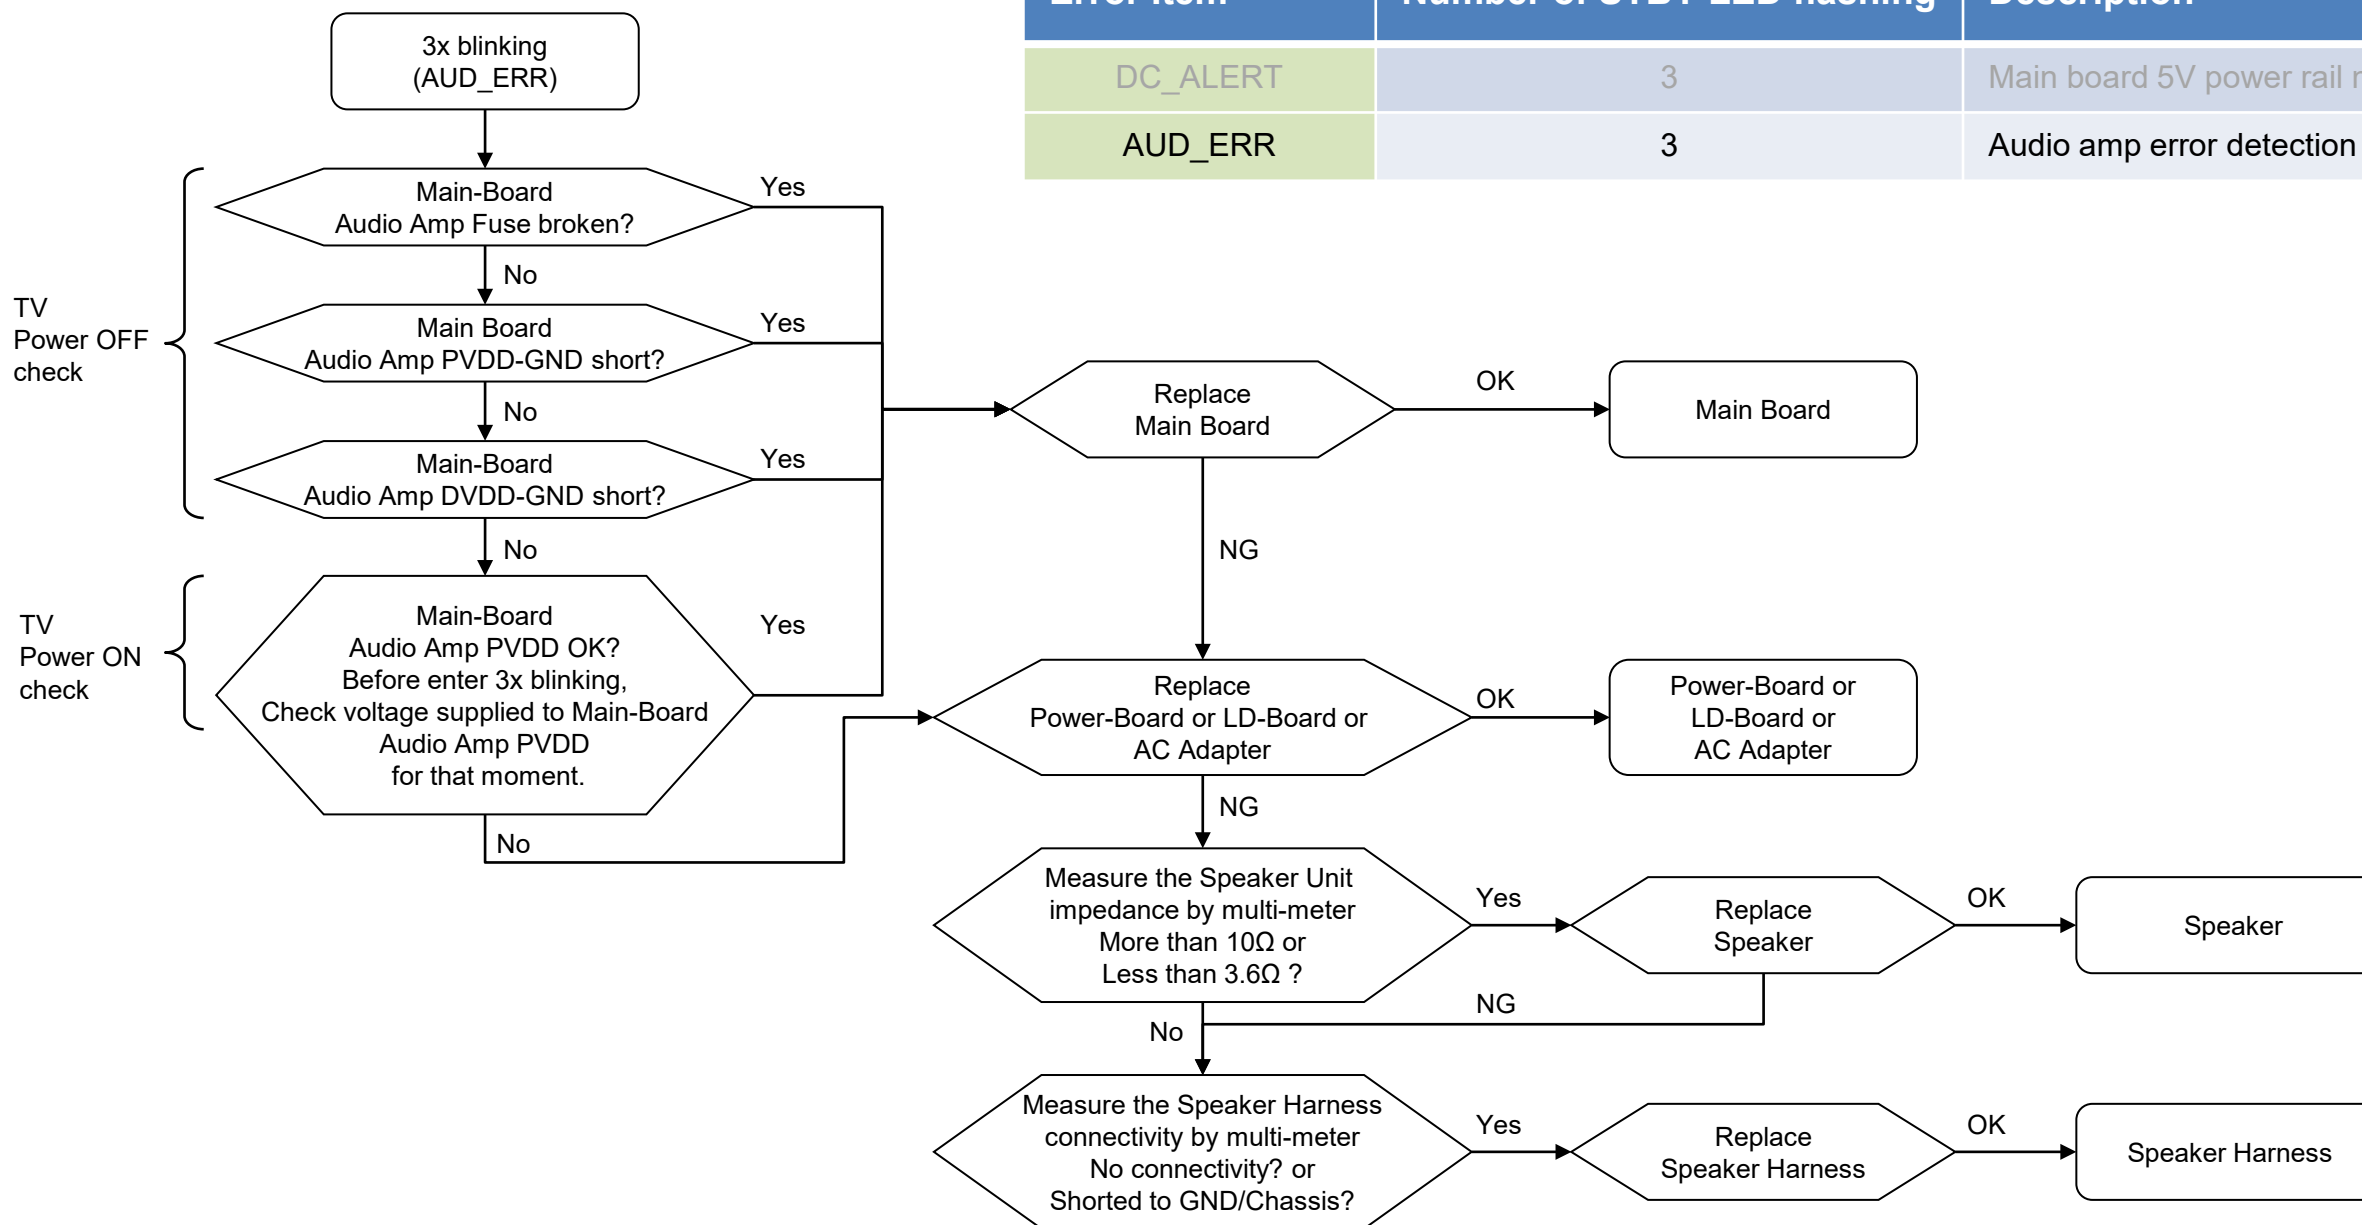 Error Item
Number of STBY LED flashing
Description
DC_ALERT
3
Main board 5V power rail
AUD_ERR
3
Audio amp error detection
3x blinking
(AUD_ERR)
TV
Power OFF
check
Main-Board
Audio Amp Fuse broken?
Yes
No
Main Board
Audio Amp PVDD-GND short?
Yes
No
Main-Board
Audio Amp DVDD-GND short?
Yes
No
TV
Power ON
check
Main-Board
Audio Amp PVDD OK?
Before enter 3x blinking,
Check voltage supplied to Main-Board
Audio Amp PVDD
for that moment.
Yes
No
Replace
Main Board
OK
Main Board
NG
Replace
Power-Board or LD-Board or
AC Adapter
OK
Power-Board or
LD-Board or
AC Adapter
NG
Measure the Speaker Unit
impedance by multi-meter
More than 10Ω or
Less than 3.6Ω ?
Yes
Replace
Speaker
OK
Speaker
NG
No
Measure the Speaker Harness
connectivity by multi-meter
No connectivity? or
Shorted to GND/Chassis?
Yes
Replace
Speaker Harness
OK
Speaker Harness